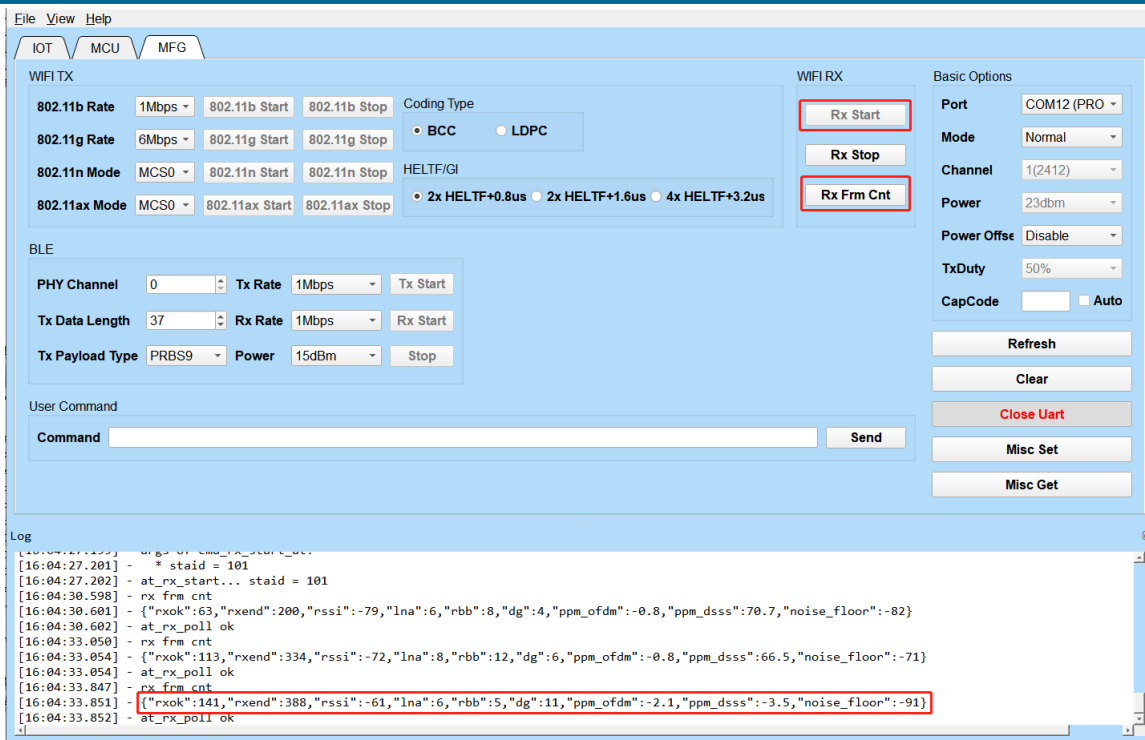 File View Help
IOT MCU MFG
WIFI TX
802.11b Rate 1Mbps 802.11b Start 802.11b Stop
802.11g Rate 6Mbps 802.11g Start 802.11g Stop
802.11n Mode MCS0 802.11n Start 802.11n Stop
802.11ax Mode MCS0 802.11ax Start 802.11ax Stop
Coding Type
BCC LDPC
HELTF/GI
2x HELTF+0.8us 2x HELTF+1.6us 4x HELTF+3.2us
WIFI RX
Rx Start
Rx Stop
Rx Frm Cnt
Basic Options
Port COM12 (PRO
Mode Normal
Channel 1(2412)
Power 23dbm
Power Offse Disable
TxDuty 50%
CapCode Auto
Refresh
Clear
Close Uart
Misc Set
Misc Get
BLE
PHY Channel 0 Tx Rate 1Mbps Tx Start
Tx Data Length 37 Rx Rate 1Mbps Rx Start
Tx Payload Type PRBS9 Power 15dBm Stop
User Command
Command Send
Log
[16:04:27.199] - args of cmd_rx_start_at:
[16:04:27.201] -   * staid = 101
[16:04:27.202] - at_rx_start... staid = 101
[16:04:30.598] - rx frm cnt
[16:04:30.601] - {"rxok":63,"rxend":200,"rssi":-79,"lna":6,"rbb":8,"dg":4,"ppm_ofdm":-0.8,"ppm_dsss":70.7,"noise_floor":-82}
[16:04:30.602] - at_rx_poll ok
[16:04:33.050] - rx frm cnt
[16:04:33.054] - {"rxok":113,"rxend":334,"rssi":-72,"lna":8,"rbb":12,"dg":6,"ppm_ofdm":-0.8,"ppm_dsss":66.5,"noise_floor":-71}
[16:04:33.054] - at_rx_poll ok
[16:04:33.847] - rx frm cnt
[16:04:33.851] - {"rxok":141,"rxend":388,"rssi":-61,"lna":6,"rbb":5,"dg":11,"ppm_ofdm":-2.1,"ppm_dsss":-3.5,"noise_floor":-91}
[16:04:33.852] - at_rx_poll ok